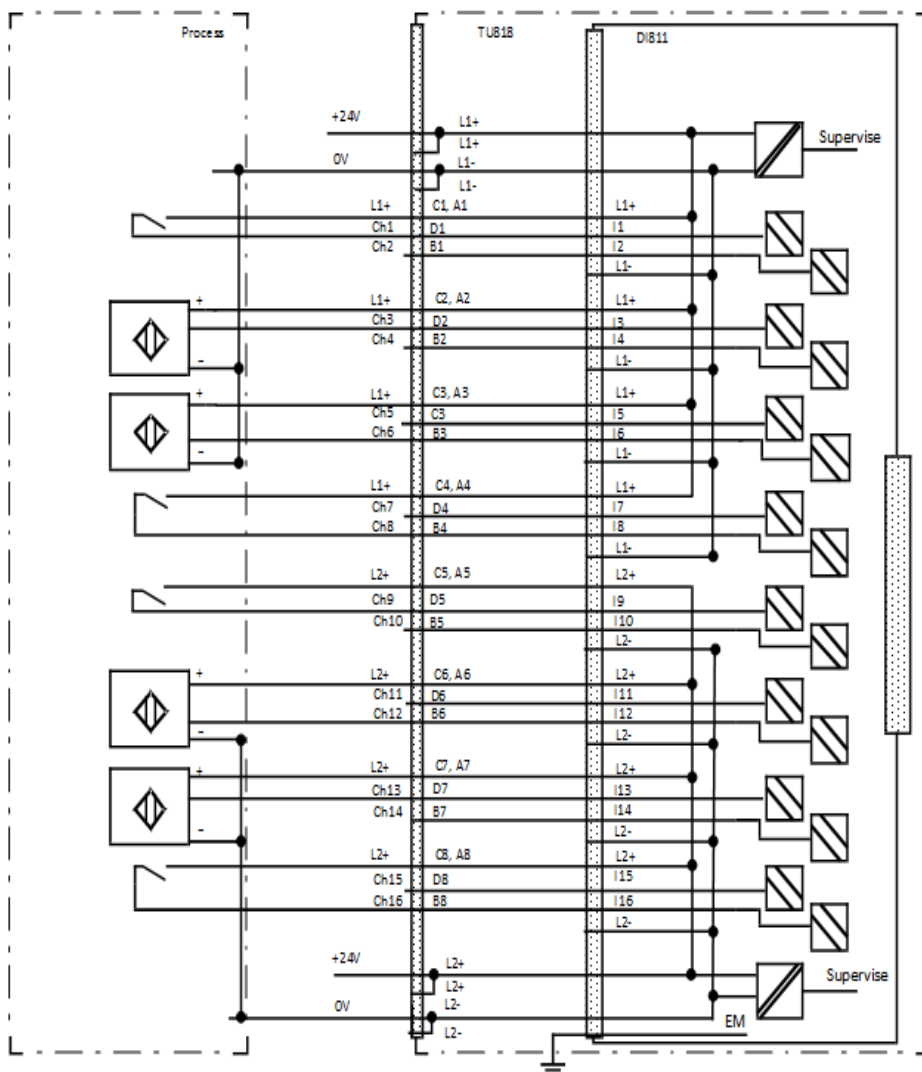 Process TU818 DI811
+24V L1+
L1+ Supervise
0V L1-
L1-
L1+ C1, A1 L1+
Ch1 D1 I1
Ch2 B1 I2
L1-
+ L1+ C2, A2 L1+
Ch3 D2 I3
Ch4 B2 I4
- L1-
+ L1+ C3, A3 L1+
Ch5 C3 I5
Ch6 B3 I6
- L1-
L1+ C4, A4 L1+
Ch7 D4 I7
Ch8 B4 I8
L1-
L2+ C5, A5 L2+
Ch9 D5 I9
Ch10 B5 I10
L2-
+ L2+ C6, A6 L2+
Ch11 D6 I11
Ch12 B6 I12
- L2-
+ L2+ C7, A7 L2+
Ch13 D7 I13
Ch14 B7 I14
- L2-
L2+ C8, A8 L2+
Ch15 D8 I15
Ch16 B8 I16
L2-
+24V L2+
L2+ Supervise
0V L2-
L2- EM